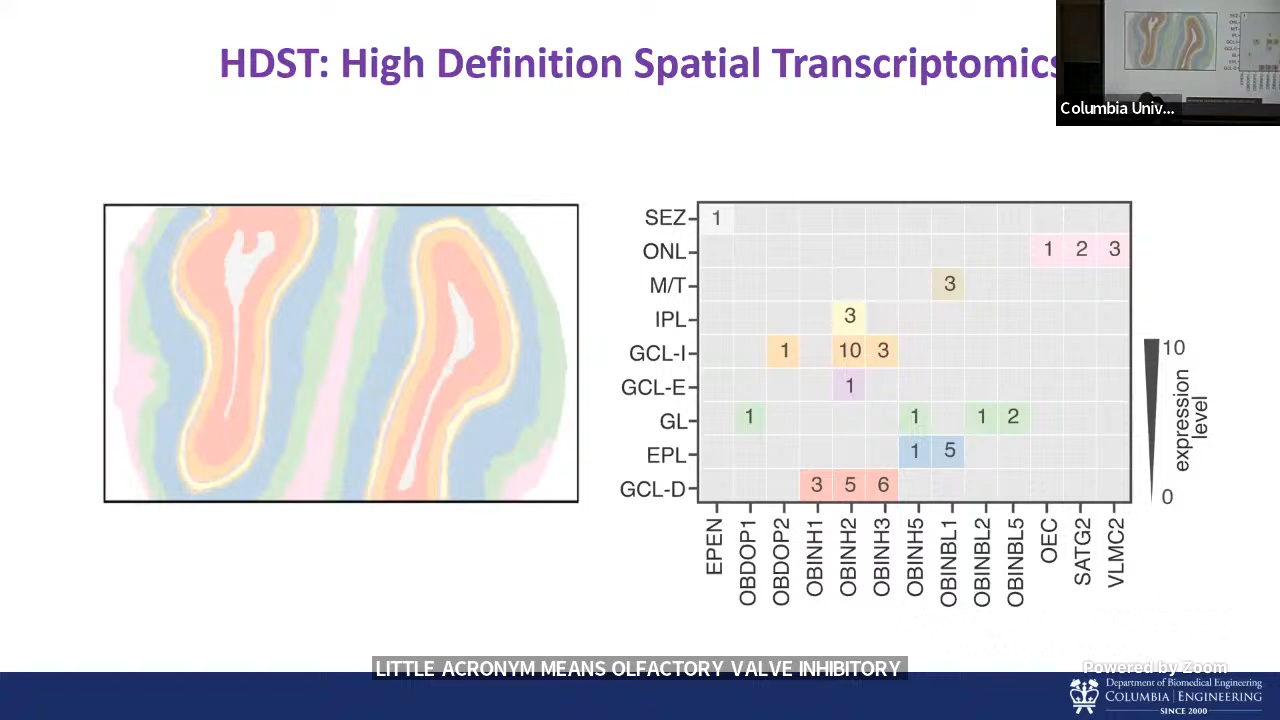 HDST: High Definition Spatial Transcriptomics
Columbia Univ...
SEZ 1
ONL 1 2 3
M/T 3
IPL 3
GCL-I 1 10 3
GCL-E 1
GL 1 1 1 2
EPL 1 5
GCL-D 3 5 6
EPEN
OBDOP1
OBDOP2
OBINH1
OBINH2
OBINH3
OBINH5
OBINBL1
OBINBL2
OBINBL5
OEC
SATG2
VLMC2
10
expression
level
0
LITTLE ACRONYM MEANS OLFACTORY VALVE INHIBITORY
Powered by Zoom
Department of Biomedical Engineering
COLUMBIA | ENGINEERING
SINCE 2000